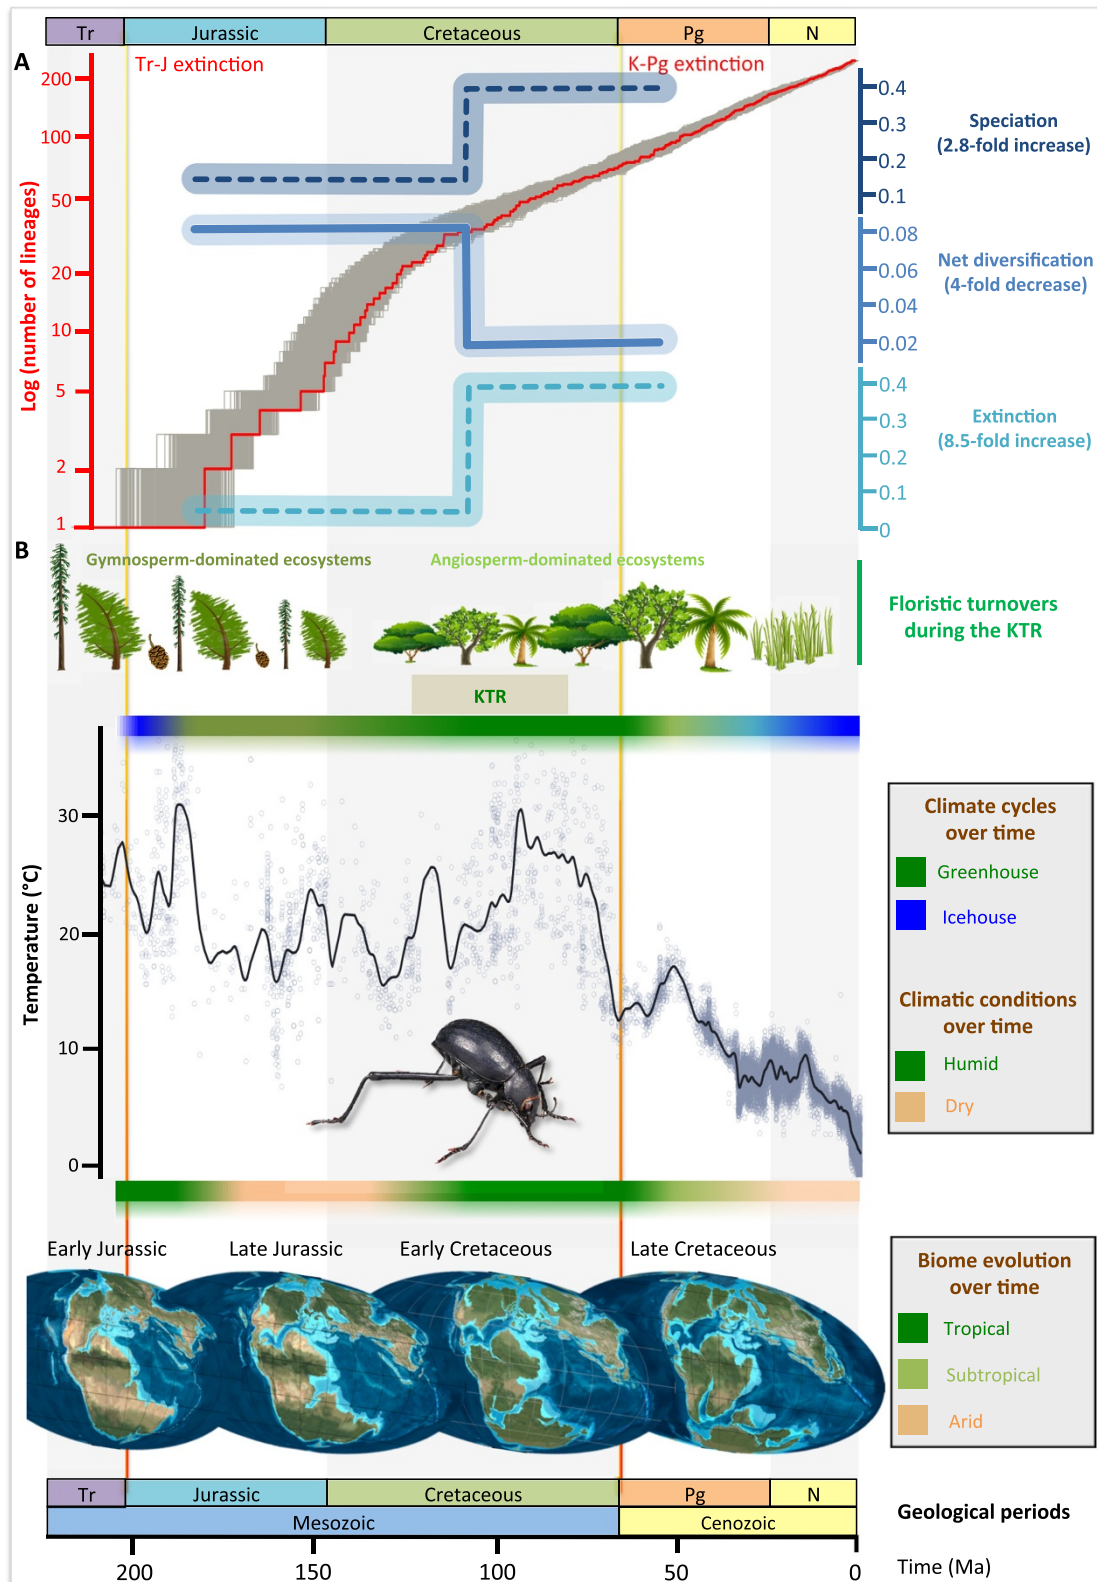 Tr
Jurassic
Cretaceous
Pg
N
A
Tr-J extinction
K-Pg extinction
Log (number of lineages)
200
100
50
20
10
5
2
1
0.4
0.3
0.2
0.1
Speciation
(2.8-fold increase)
0.08
0.06
0.04
0.02
Net diversification
(4-fold decrease)
0.4
0.3
0.2
0.1
0
Extinction
(8.5-fold increase)
B
Gymnosperm-dominated ecosystems
Angiosperm-dominated ecosystems
Floristic turnovers
during the KTR
KTR
Temperature (°C)
30
20
10
0
Climate cycles
over time
Greenhouse
Icehouse
Climatic conditions
over time
Humid
Dry
Early Jurassic
Late Jurassic
Early Cretaceous
Late Cretaceous
Biome evolution
over time
Tropical
Subtropical
Arid
Tr
Jurassic
Cretaceous
Pg
N
Mesozoic
Cenozoic
Geological periods
200
150
100
50
0
Time (Ma)